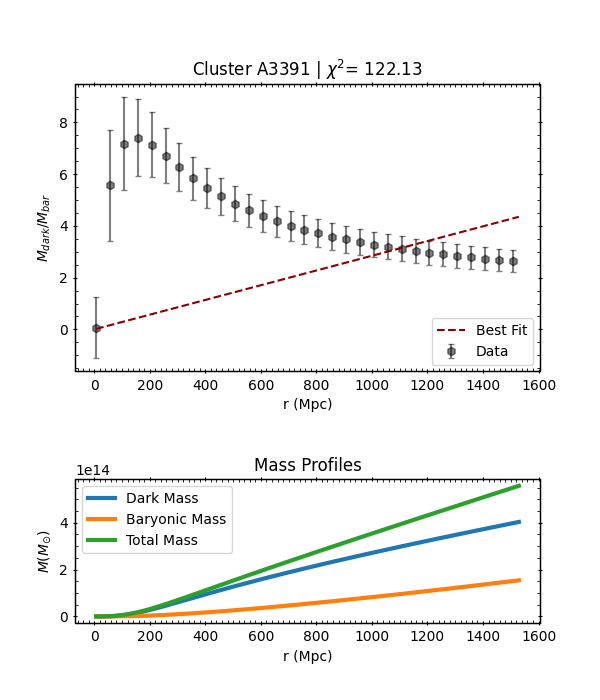 Cluster A3391 | χ²= 122.13
M_dark/M_bar
8
6
4
2
0
0 200 400 600 800 1000 1200 1400 1600
r (Mpc)
Best Fit
Data
Mass Profiles
1e14
M(M_⊙)
4
2
0
Dark Mass
Baryonic Mass
Total Mass
0 200 400 600 800 1000 1200 1400 1600
r (Mpc)